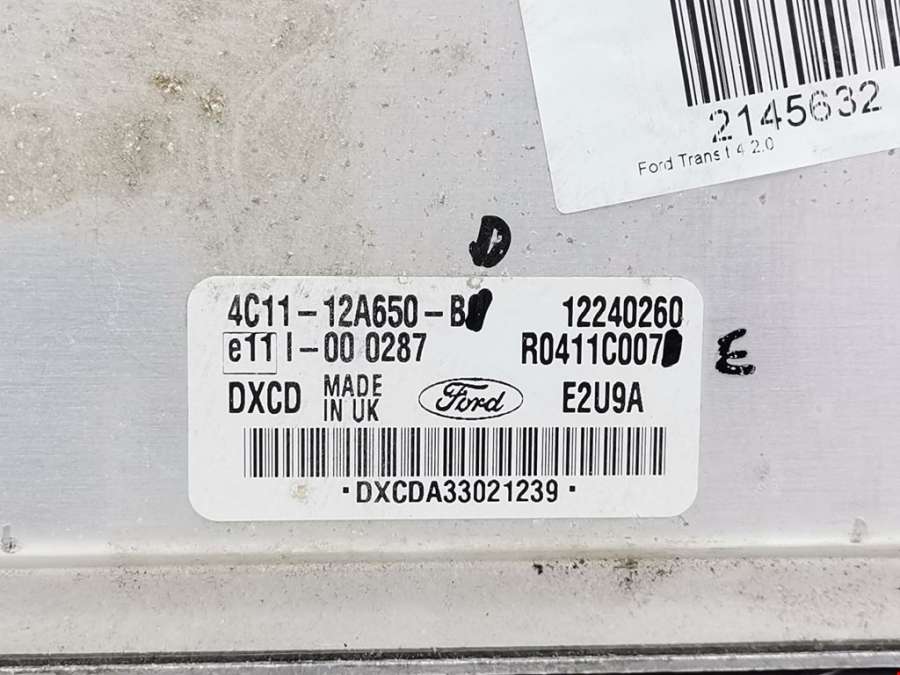 2145632
Ford Transit 4 2.0
D
4C11-12A650-B 12240260
e11 I-00 0287 R0411C007 E
DXCD MADE IN UK Ford E2U9A
·DXCDA33021239·